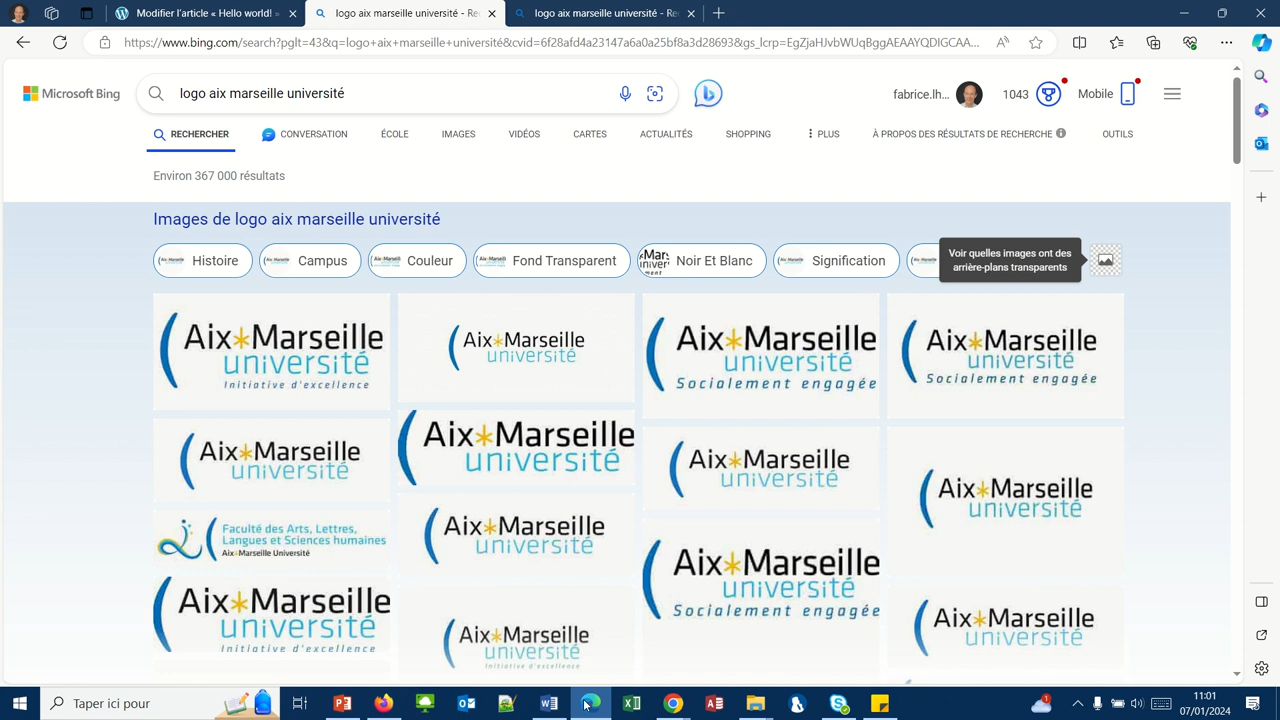 Modifier l'article « Hello world! »
logo aix marseille université - Re
logo aix marseille université - Re
https://www.bing.com/search?pglt=43&q=logo+aix+marseille+université&cvid=6f28afd4a23147a6a0a25bf8a3d28693&gs_lcrp=EgZjaHJvbWUqBggAEAAYQDIGCAA...
Microsoft Bing
logo aix marseille université
fabrice.lh...
1043
Mobile
RECHERCHER
CONVERSATION
ÉCOLE
IMAGES
VIDÉOS
CARTES
ACTUALITÉS
SHOPPING
PLUS
À PROPOS DES RÉSULTATS DE RECHERCHE
OUTILS
Environ 367 000 résultats
Images de logo aix marseille université
Histoire
Campus
Couleur
Fond Transparent
Noir Et Blanc
Signification
Voir quelles images ont des
arrière-plans transparents
Aix*Marseille
université
Initiative d'excellence
Aix*Marseille
université
Aix*Marseille
université
Socialement engagée
Aix*Marseille
université
Socialement engagée
Aix*Marseille
université
Aix*Marseille
université
Aix*Marseille
université
Aix*Marseille
université
Faculté des Arts, Lettres,
Langues et Sciences humaines
Aix*Marseille Université
Aix*Marseille
université
Aix*Marseille
université
Socialement engagée
Aix*Marseille
université
Initiative d'excellence
Aix*Marseille
université
Initiative d'excellence
Aix*Marseille
université
Taper ici pour
1
11:01
07/01/2024